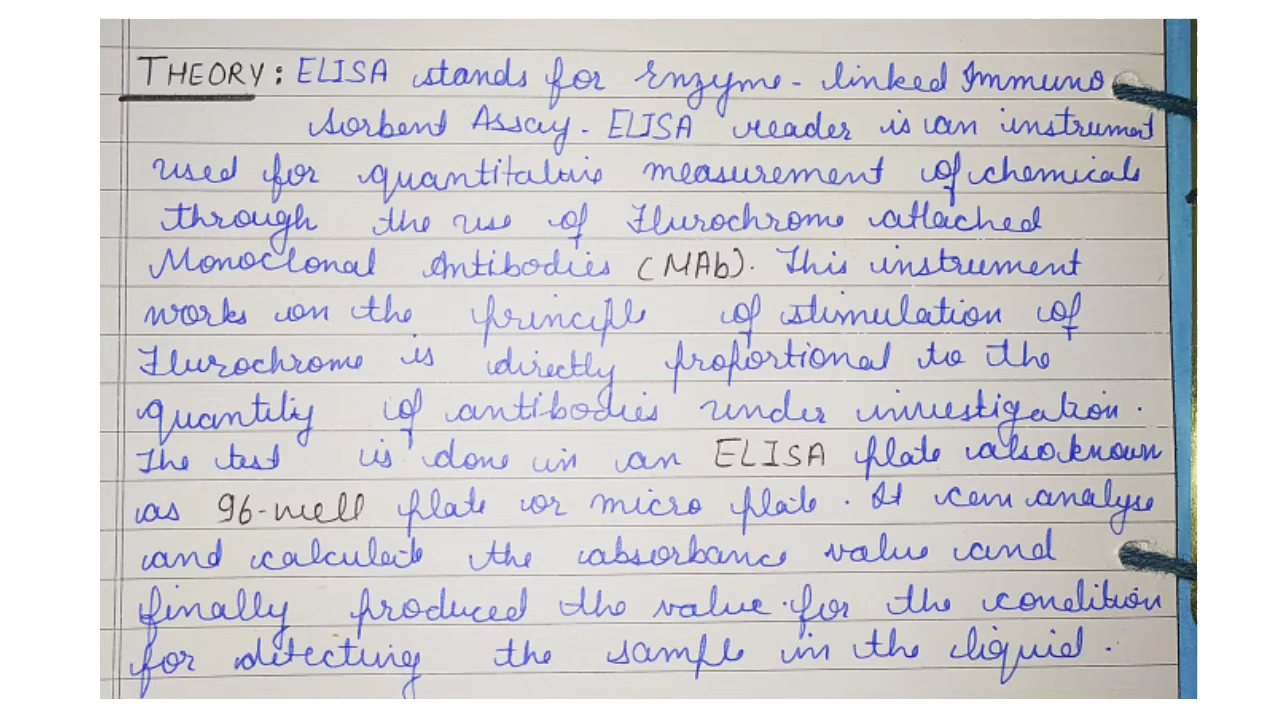 THEORY: ELISA stands for Enzyme-linked Immuno
Sorbent Assay. ELISA reader is an instrument
used for quantitative measurement of chemicals
through the use of Flurochrome attached
Monoclonal Antibodies (MAb). This instrument
works on the principle of stimulation of
Flurochrome is directly proportional to the
quantity of antibodies under investigation.
The test is done in an ELISA plate also known
as 96-well plate or micro plate. It can analyse
and calculate the absorbance value and
finally produced the value for the condition
for detecting the sample in the liquid.